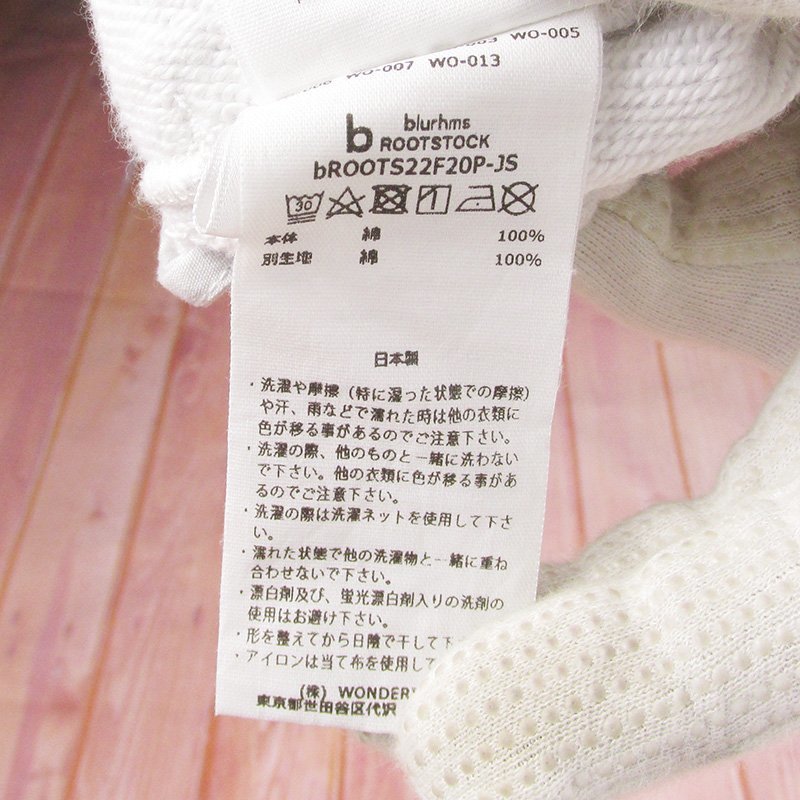 WO-005
WO-007 WO-013
b blurhms
ROOTSTOCK
bROOTS22F20P-JS
30
本体 綿 100%
別生地 綿 100%
日本製
・洗濯や摩擦（特に湿った状態での摩擦）
や汗、雨などで濡れた時は他の衣類に
色が移る事があるのでご注意下さい。
・洗濯の際、他のものと一緒に洗わない
で下さい。他の衣類に色が移る事があ
るのでご注意下さい。
・洗濯の際は洗濯ネットを使用して下さ
い。
・濡れた状態で他の洗濯物と一緒に重ね
合わせないで下さい。
・漂白剤及び、蛍光漂白剤入りの洗剤の
使用はお避け下さい。
・形を整えてから日陰で干して下
・アイロンは当て布を使用して
(株) WONDER
東京都世田谷区代沢